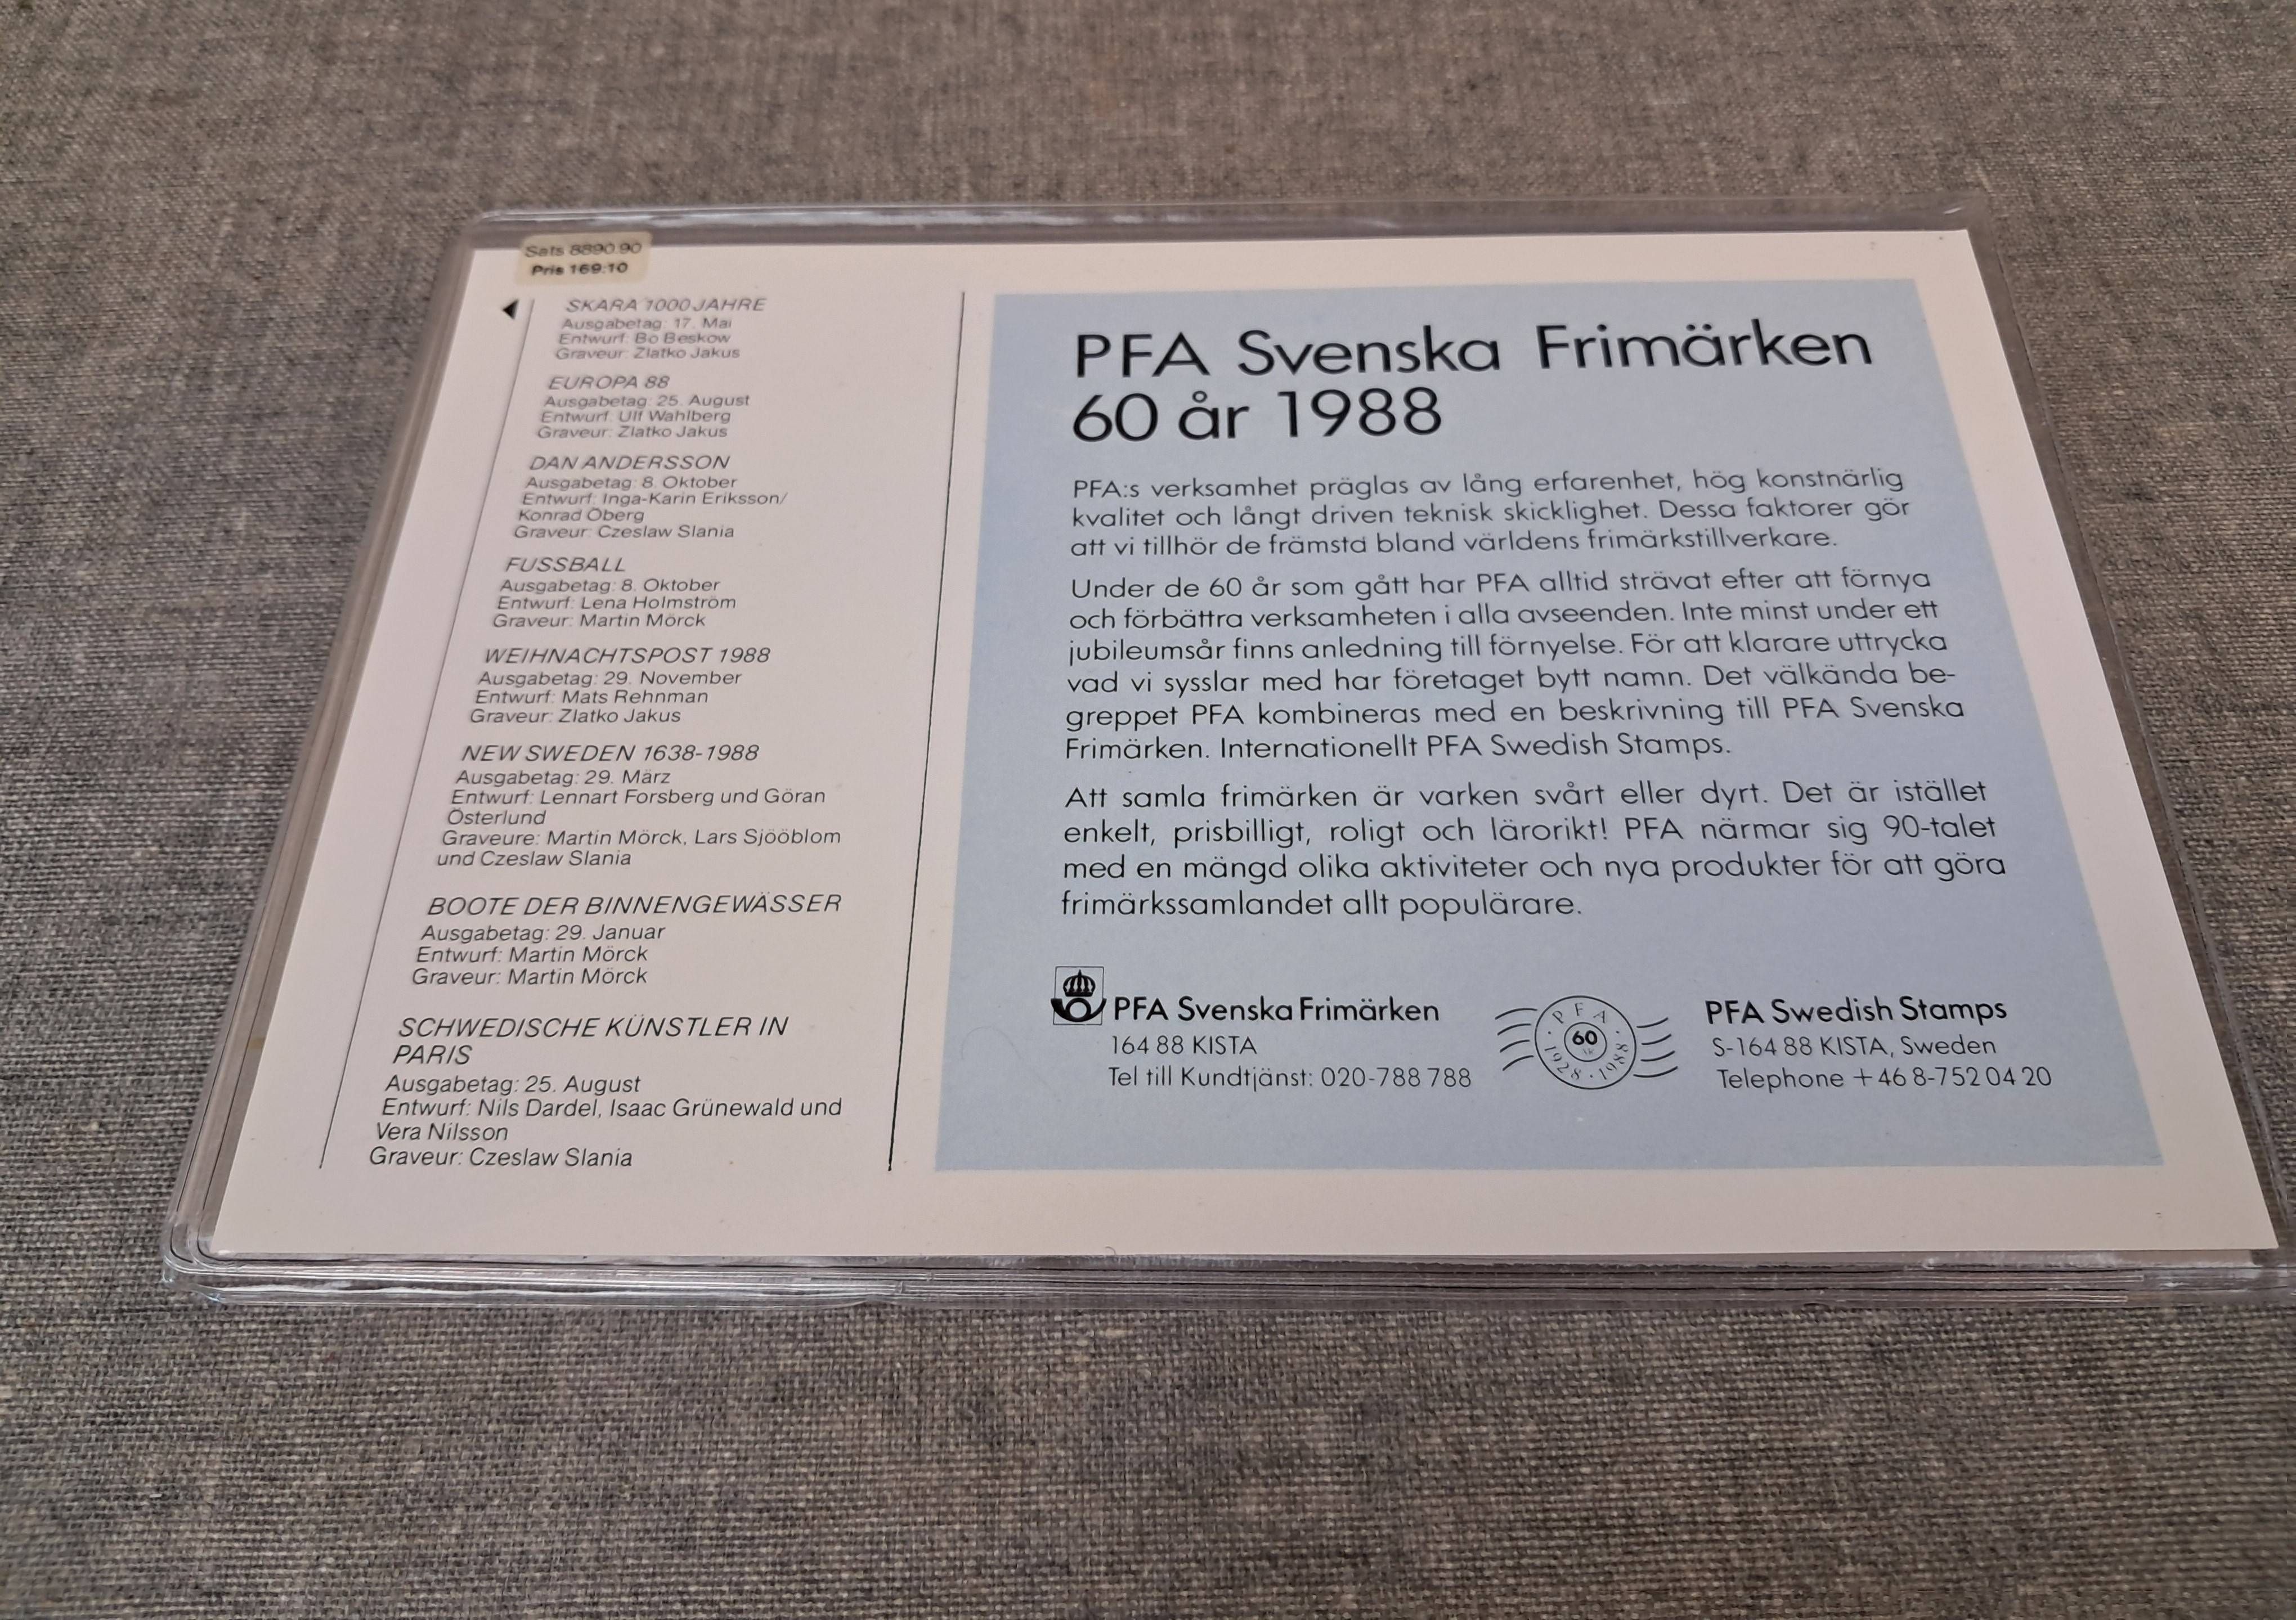 Sats 8890.90
Pris 169:10
SKARA 1000 JAHRE
Ausgabetag: 17. Mai
Entwurf: Bo Beskow
Graveur: Zlatko Jakus
EUROPA 88
Ausgabetag: 25. August
Entwurf: Ulf Wahlberg
Graveur: Zlatko Jakus
DAN ANDERSSON
Ausgabetag: 8. Oktober
Entwurf: Inga-Karin Eriksson/
Konrad Öberg
Graveur: Czeslaw Slania
FUSSBALL
Ausgabetag: 8. Oktober
Entwurf: Lena Holmström
Graveur: Martin Mörck
WEIHNACHTSPOST 1988
Ausgabetag: 29. November
Entwurf: Mats Rehnman
Graveur: Zlatko Jakus
NEW SWEDEN 1638-1988
Ausgabetag: 29. März
Entwurf: Lennart Forsberg und Göran
Österlund
Graveure: Martin Mörck, Lars Sjööblom
und Czeslaw Slania
BOOTE DER BINNENGEWÄSSER
Ausgabetag: 29. Januar
Entwurf: Martin Mörck
Graveur: Martin Mörck
SCHWEDISCHE KÜNSTLER IN
PARIS
Ausgabetag: 25. August
Entwurf: Nils Dardel, Isaac Grünewald und
Vera Nilsson
Graveur: Czeslaw Slania
PFA Svenska Frimärken
60 år 1988
PFA:s verksamhet präglas av lång erfarenhet, hög konstnärlig
kvalitet och långt driven teknisk skicklighet. Dessa faktorer gör
att vi tillhör de främsta bland världens frimärkstillverkare.
Under de 60 år som gått har PFA alltid strävat efter att förnya
och förbättra verksamheten i alla avseenden. Inte minst under ett
jubileumsår finns anledning till förnyelse. För att klarare uttrycka
vad vi sysslar med har företaget bytt namn. Det välkända be-
greppet PFA kombineras med en beskrivning till PFA Svenska
Frimärken. Internationellt PFA Swedish Stamps.
Att samla frimärken är varken svårt eller dyrt. Det är istället
enkelt, prisbilligt, roligt och lärorikt! PFA närmar sig 90-talet
med en mängd olika aktiviteter och nya produkter för att göra
frimärkssamlandet allt populärare.
PFA Svenska Frimärken
164 88 KISTA
Tel till Kundtjänst: 020-788 788
PFA
60
1928 · 1988
PFA Swedish Stamps
S-164 88 KISTA, Sweden
Telephone +46 8-752 04 20